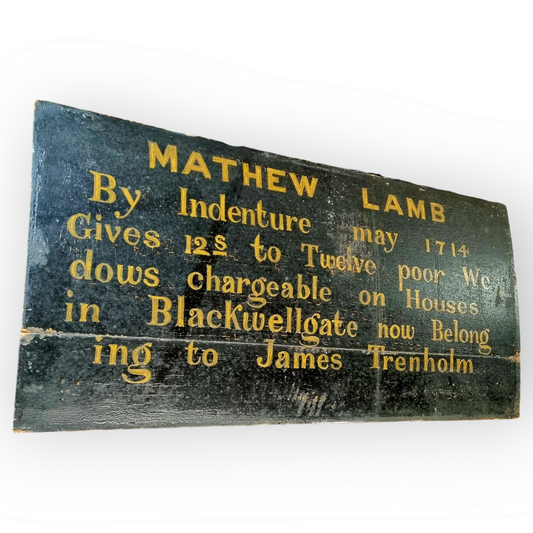 MATHEW LAMB
By Indenture may 1714
Gives 12s to Twelve poor We
dows chargeable on Houses
in Blackwellgate now Belong
ing to James Trenholm